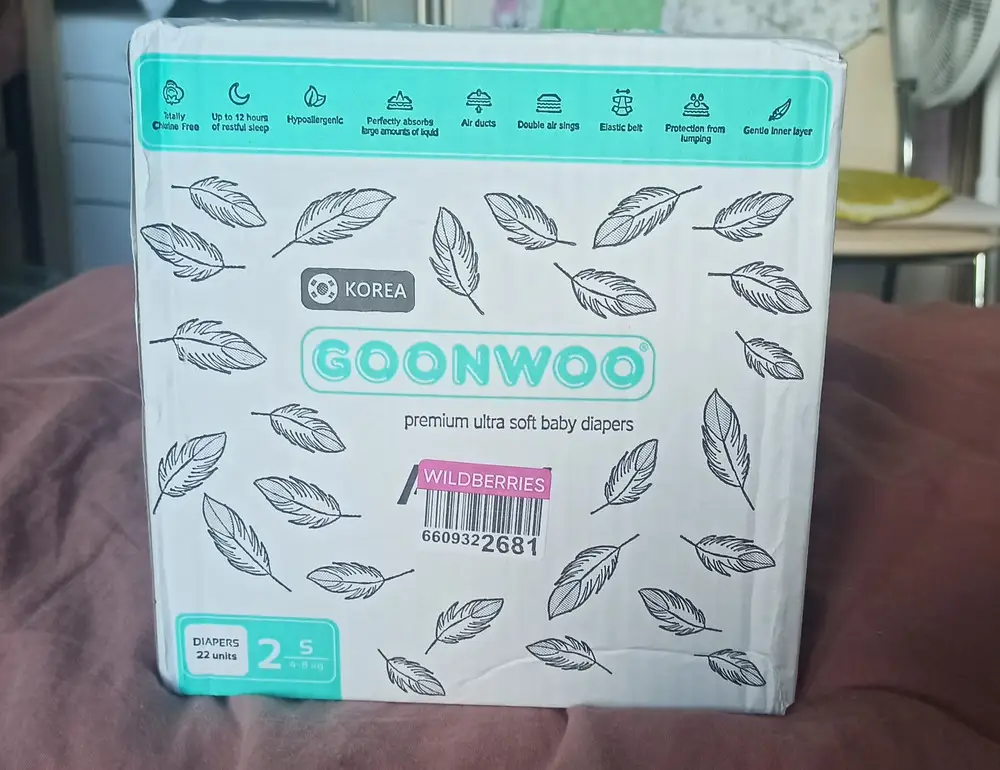 Totally
Chlorine Free
Up to 12 hours
of restful sleep
Hypoallergenic
Perfectly absorbs
large amounts of liquid
Air ducts
Double air sings
Elastic belt
Protection from
lumping
Gentle inner layer
KOREA
GOONWOO®
premium ultra soft baby diapers
WILDBERRIES
6609322681
DIAPERS
22 units
2
S
4-8 kg